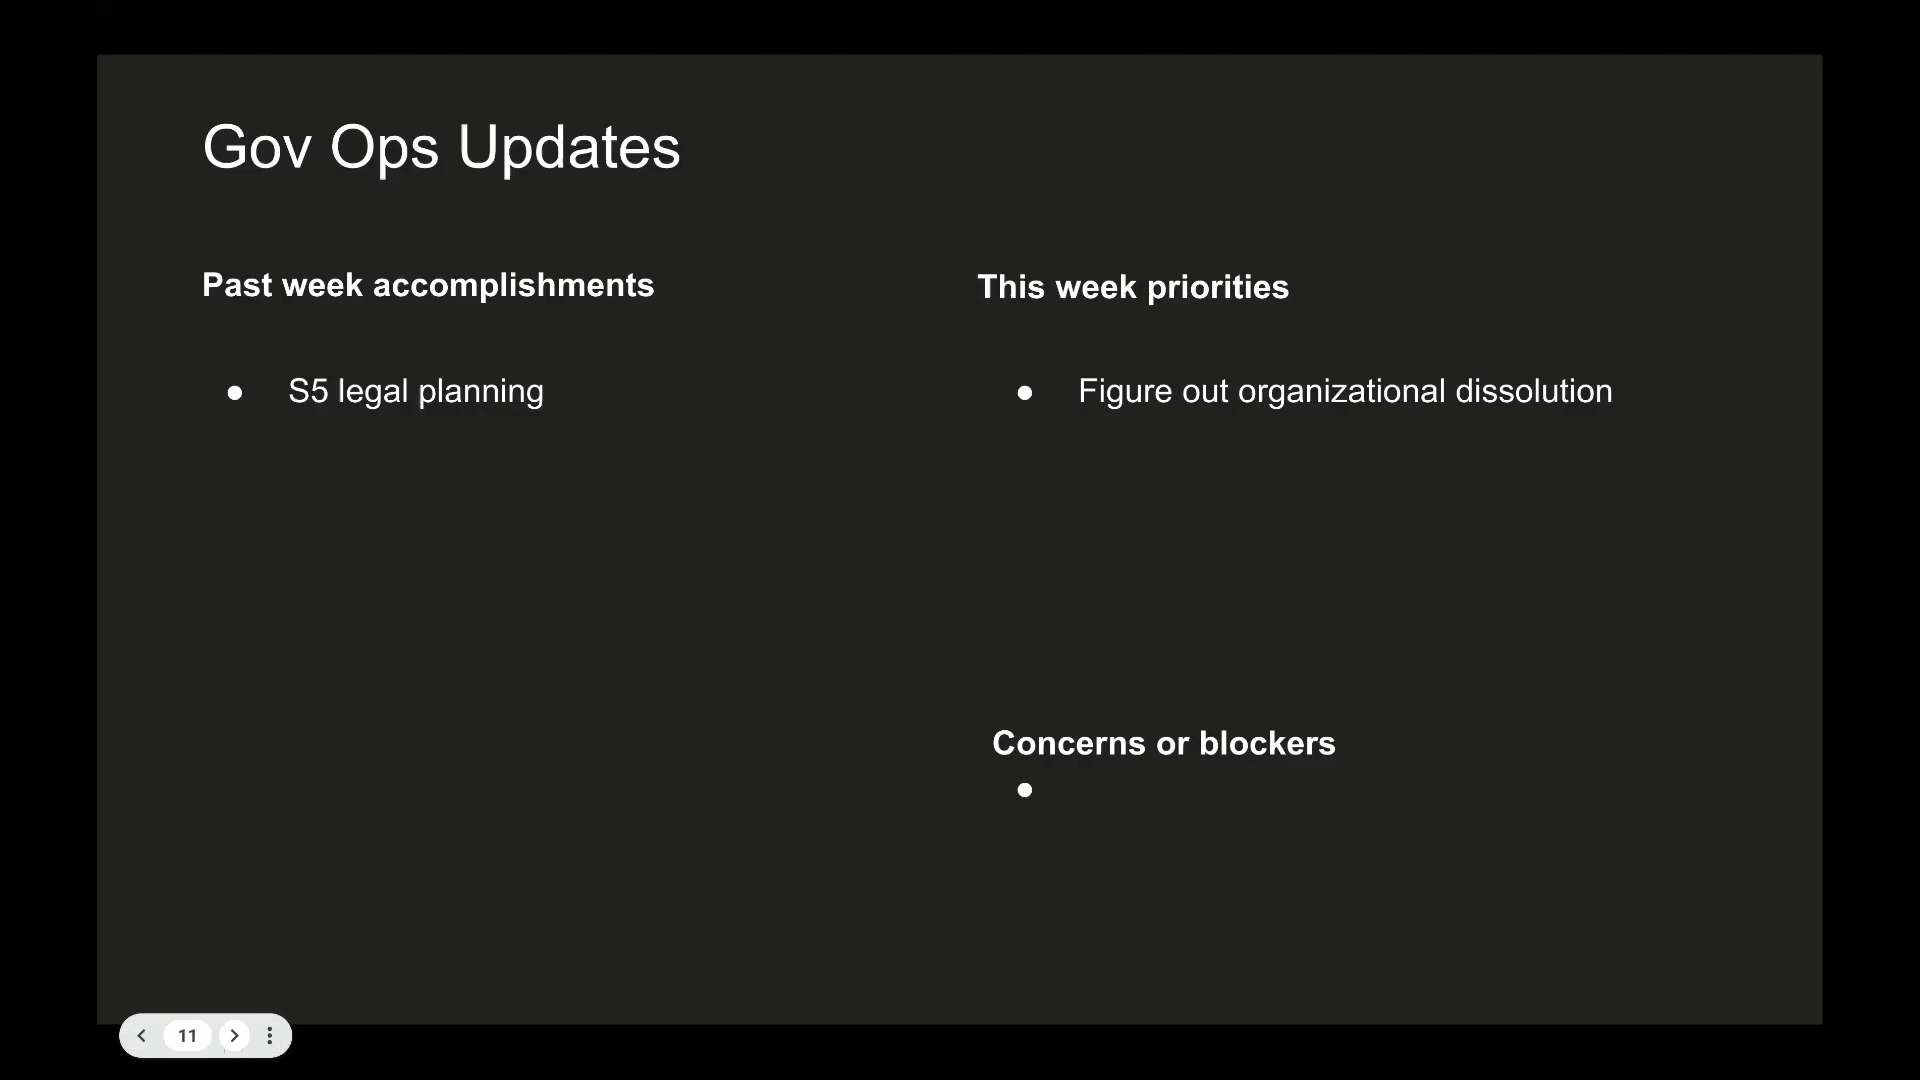 Gov Ops Updates
Past week accomplishments
● S5 legal planning
This week priorities
● Figure out organizational dissolution
Concerns or blockers
●
11